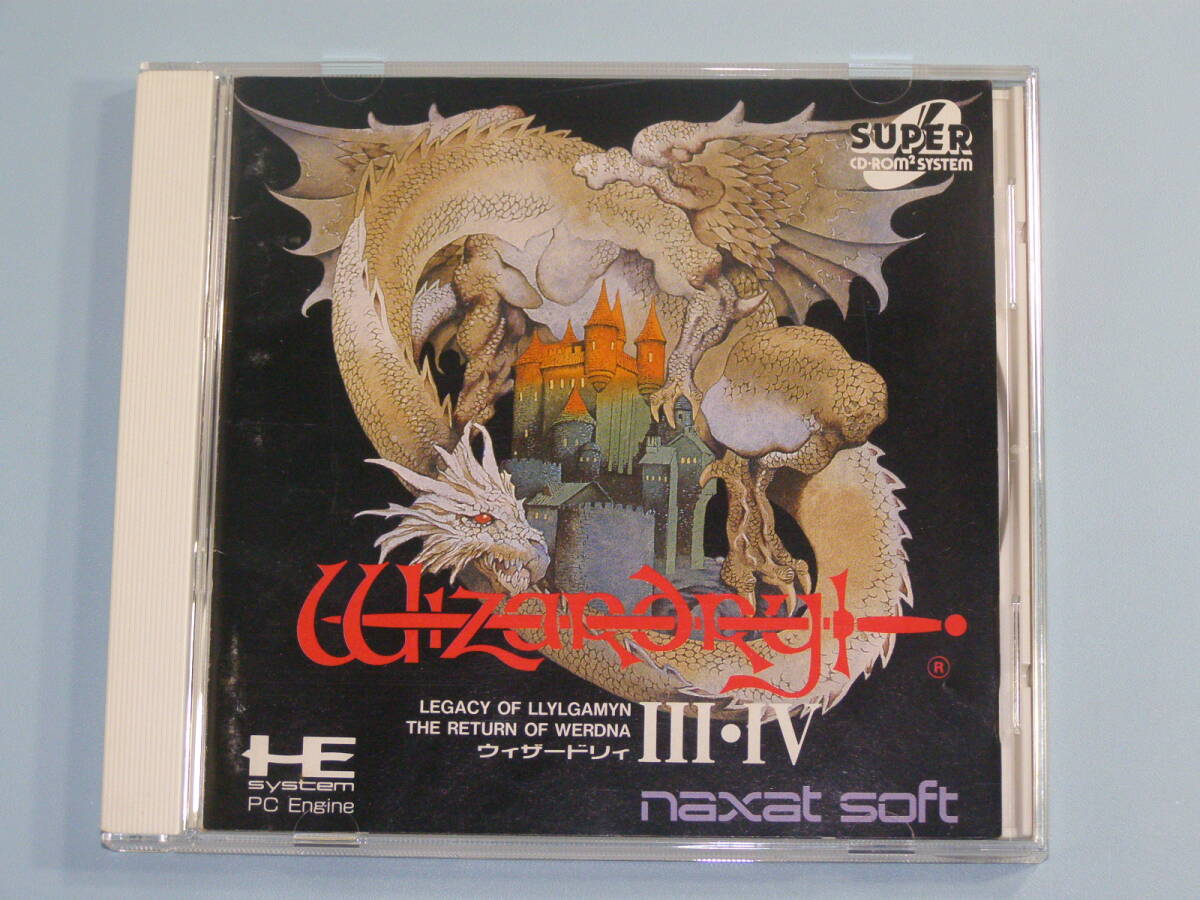 SUPER
CD-ROM² SYSTEM
Wizardry
®
LEGACY OF LLYLGAMYN
THE RETURN OF WERDNA
ウィザードリィ
III・IV
HE
system
PC Engine
naxat soft